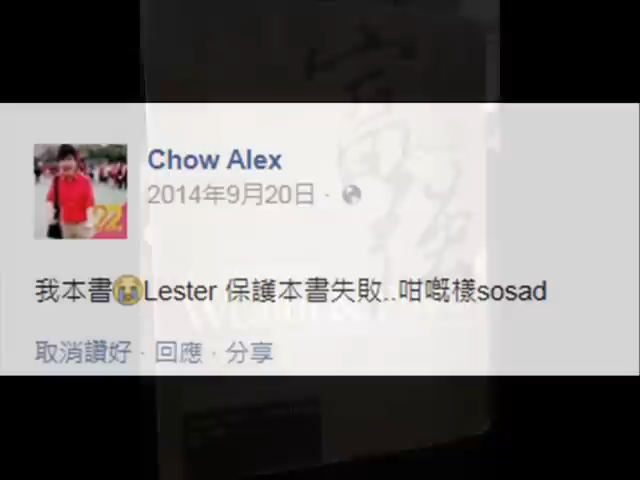 Chow Alex
2014年9月20日 ·
我本書😭Lester 保護本書失敗..咁嘅樣sosad
取消讚好 · 回應 · 分享